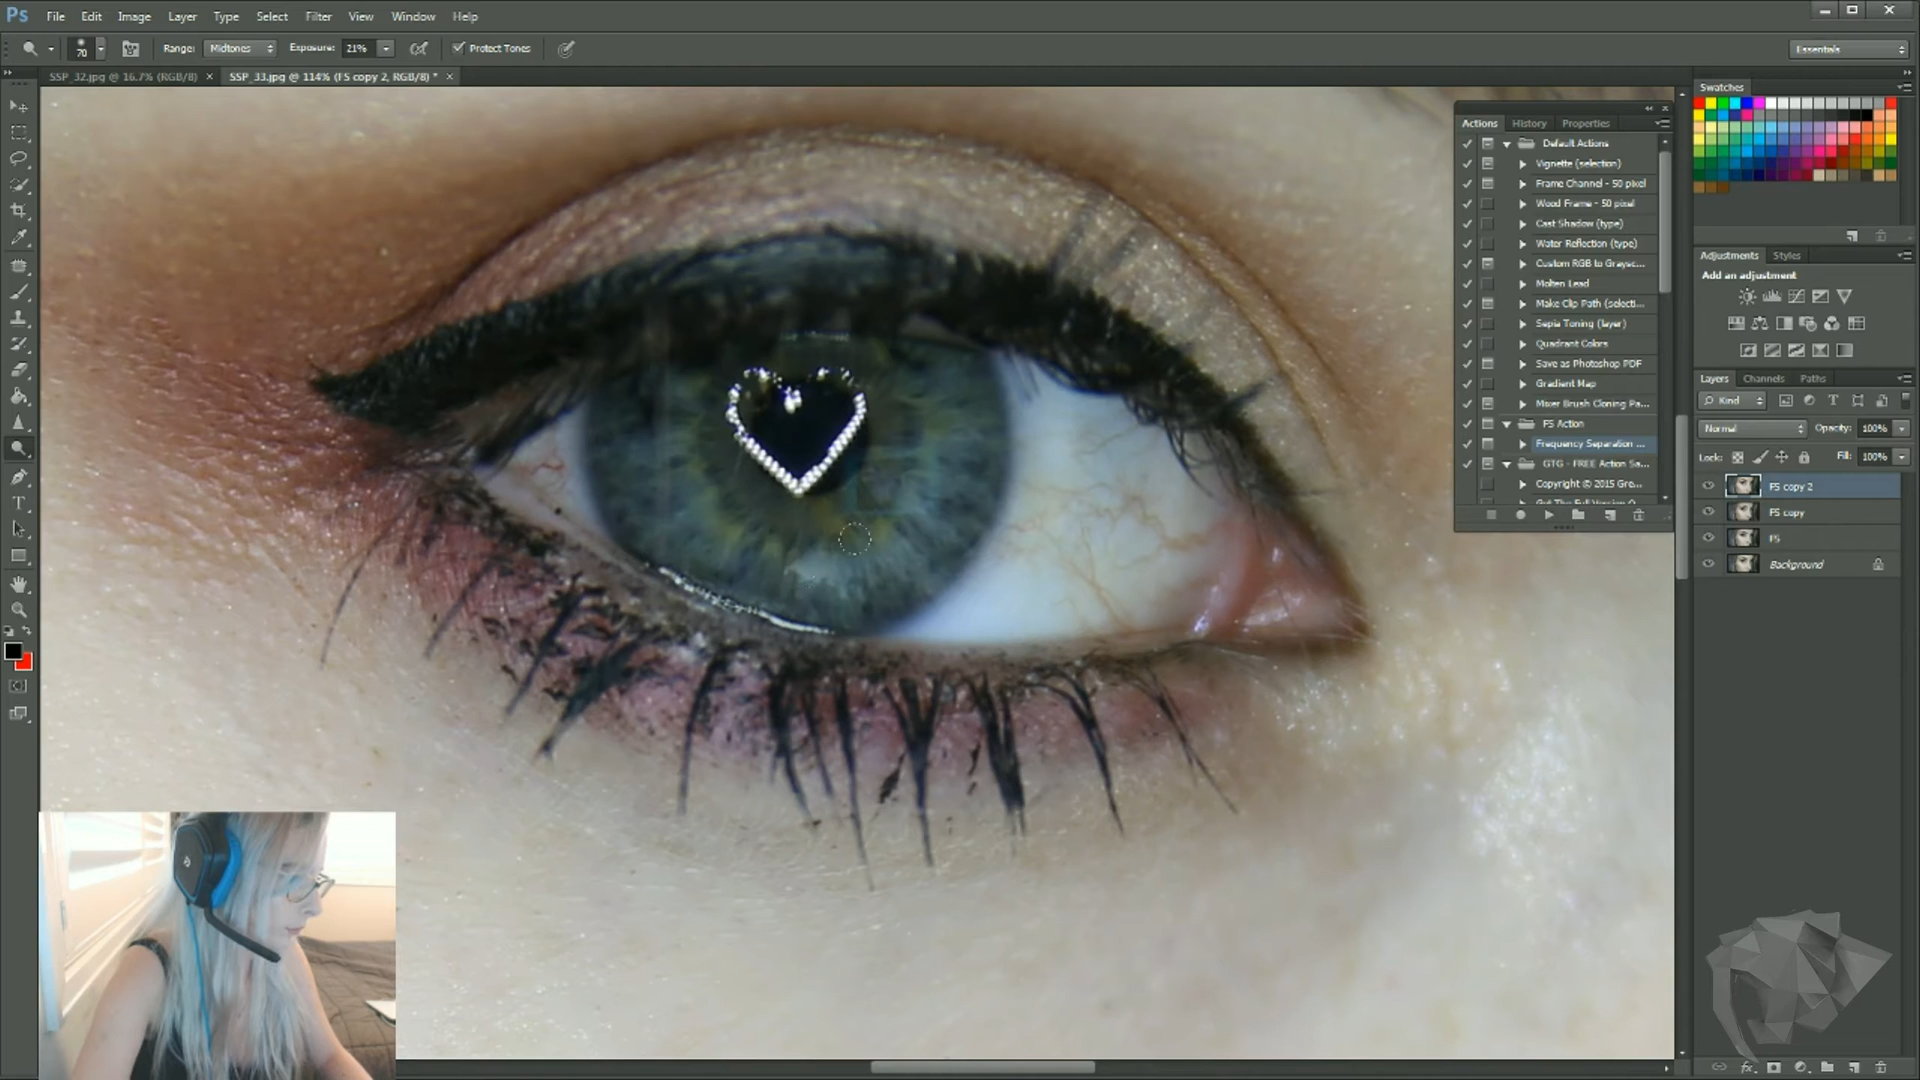 Ps File Edit Image Layer Type Select Filter View Window Help
70 Range: Midtones Exposure: 21% Protect Tones Essentials
SSP_32.jpg @ 16.7% (RGB/8) × SSP_33.jpg @ 114% (FS copy 2, RGB/8) * ×
Swatches
Actions History Properties
Default Actions
Vignette (selection)
Frame Channel - 50 pixel
Wood Frame - 50 pixel
Cast Shadow (type)
Water Reflection (type)
Custom RGB to Graysc...
Molten Lead
Make Clip Path (selecti...
Sepia Toning (layer)
Quadrant Colors
Save as Photoshop PDF
Gradient Map
Mixer Brush Cloning Pa...
FS Action
Frequency Separation ...
GTG - FREE Action Sa...
Copyright © 2015 Gre...
Adjustments Styles
Add an adjustment
Layers Channels Paths
Kind
Normal Opacity: 100%
Lock: Fill: 100%
FS copy 2
FS copy
FS
Background